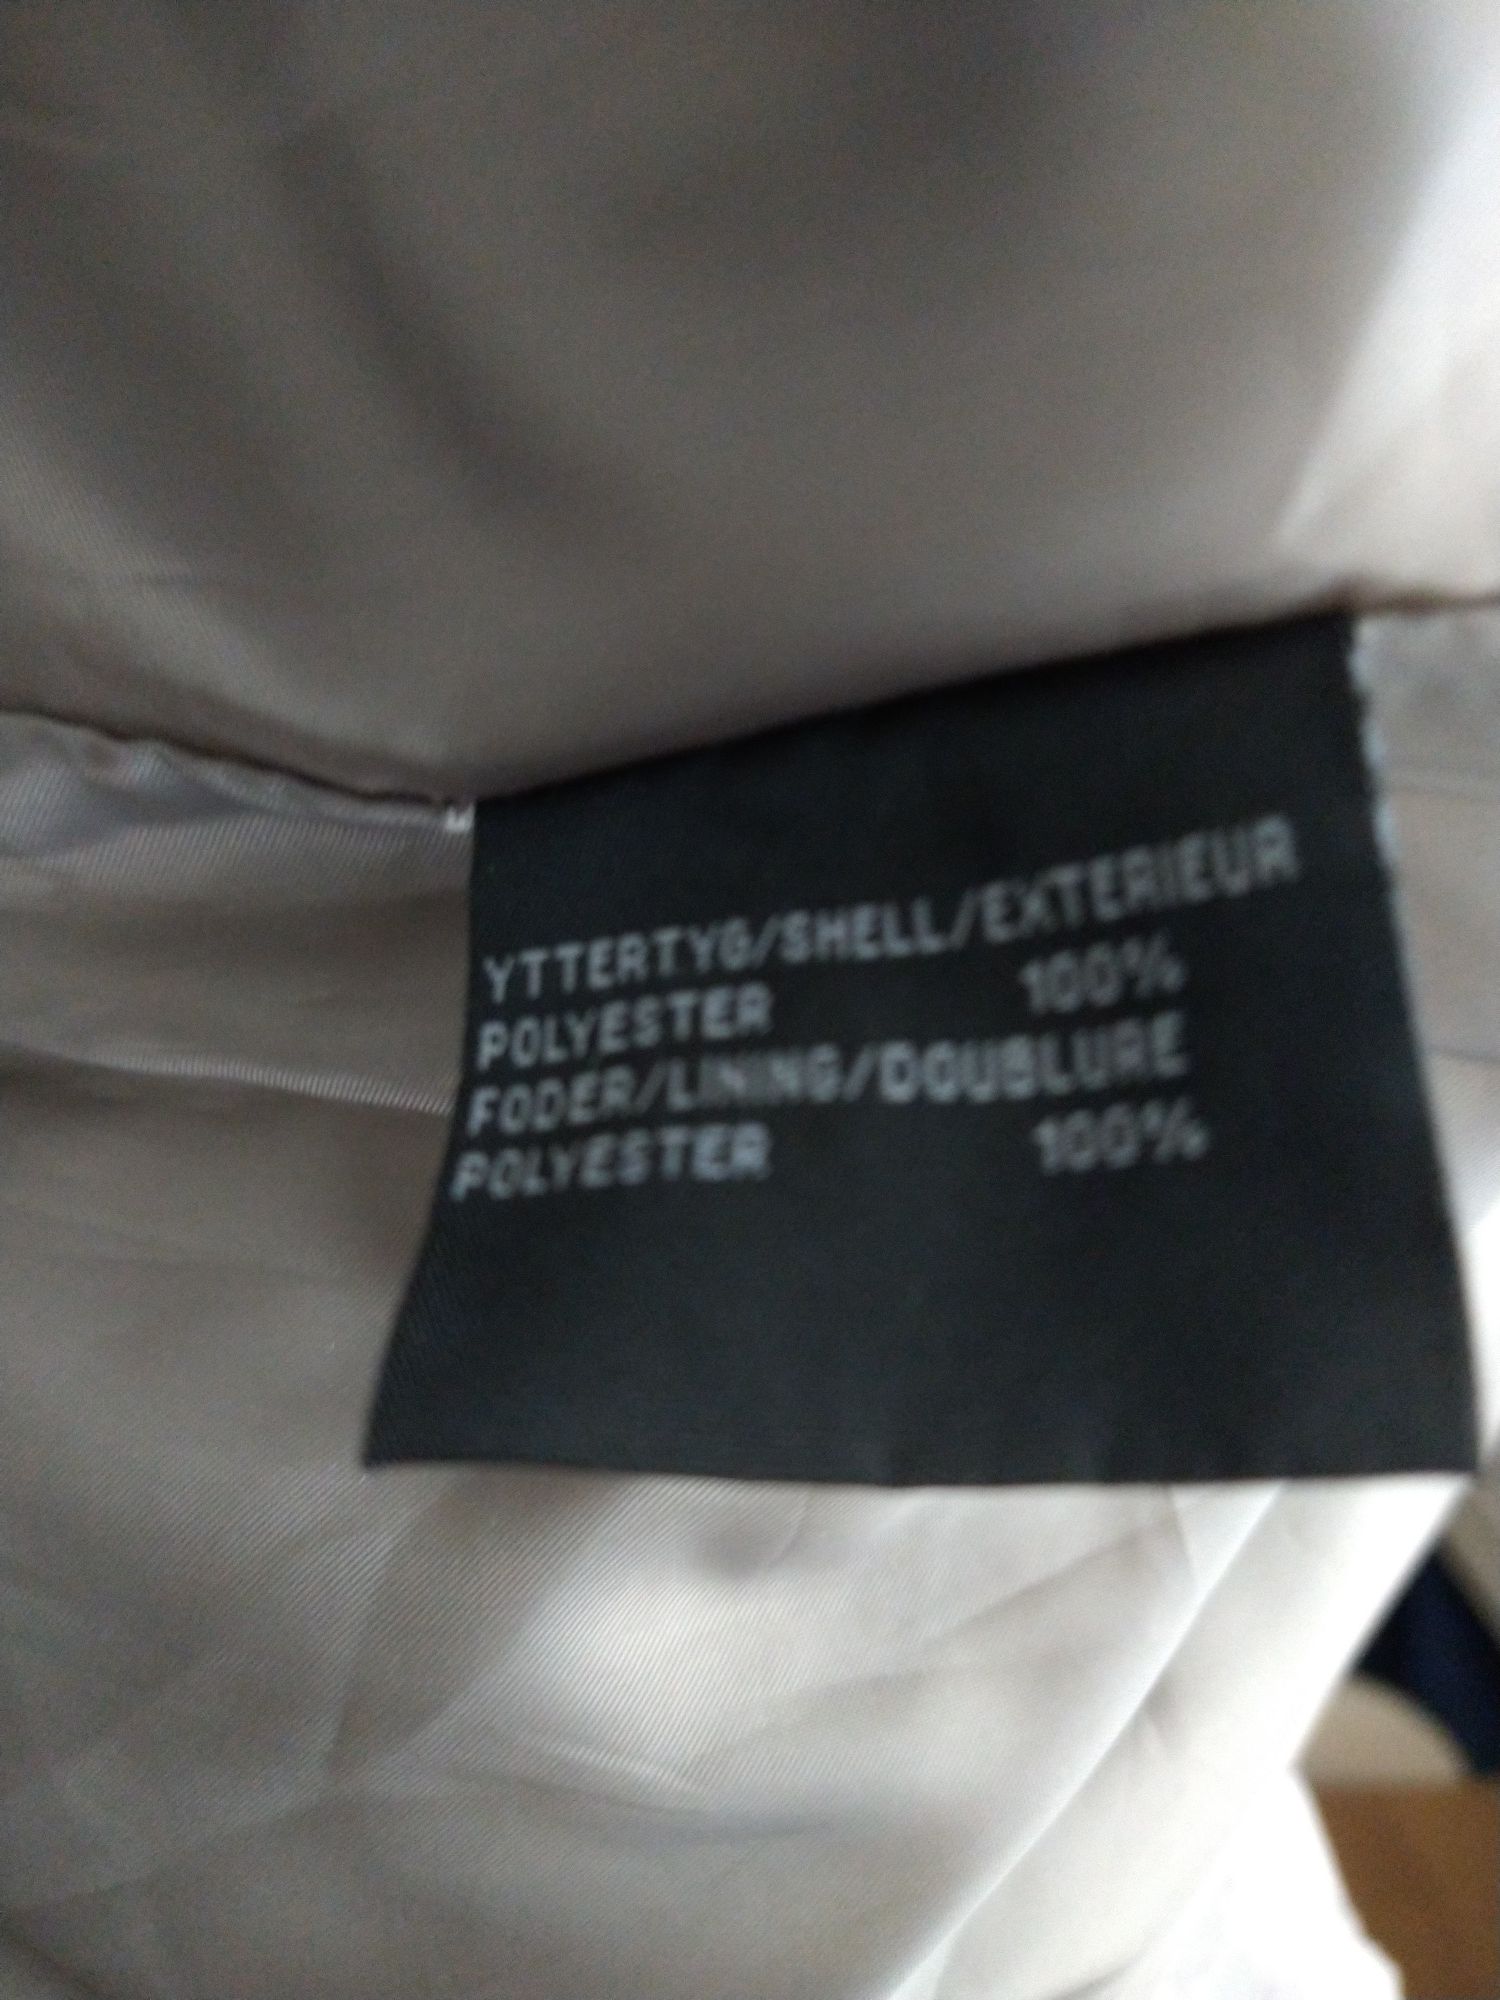 YTTERTYG/SHELL/EXTERIEUR
POLYESTER 100%
FODER/LINING/DOUBLURE
POLYESTER 100%